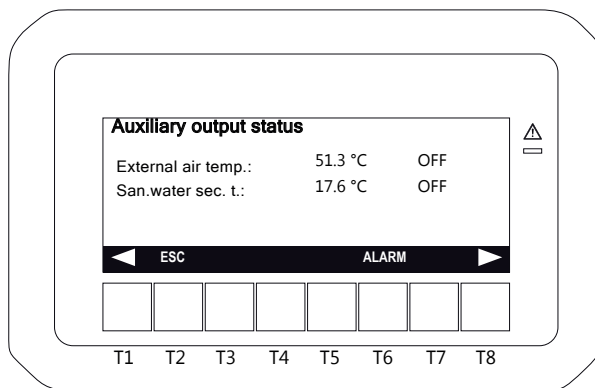 Auxiliary output status
External air temp.: 51.3 °C OFF
San.water sec. t.: 17.6 °C OFF
ESC ALARM
T1 T2 T3 T4 T5 T6 T7 T8